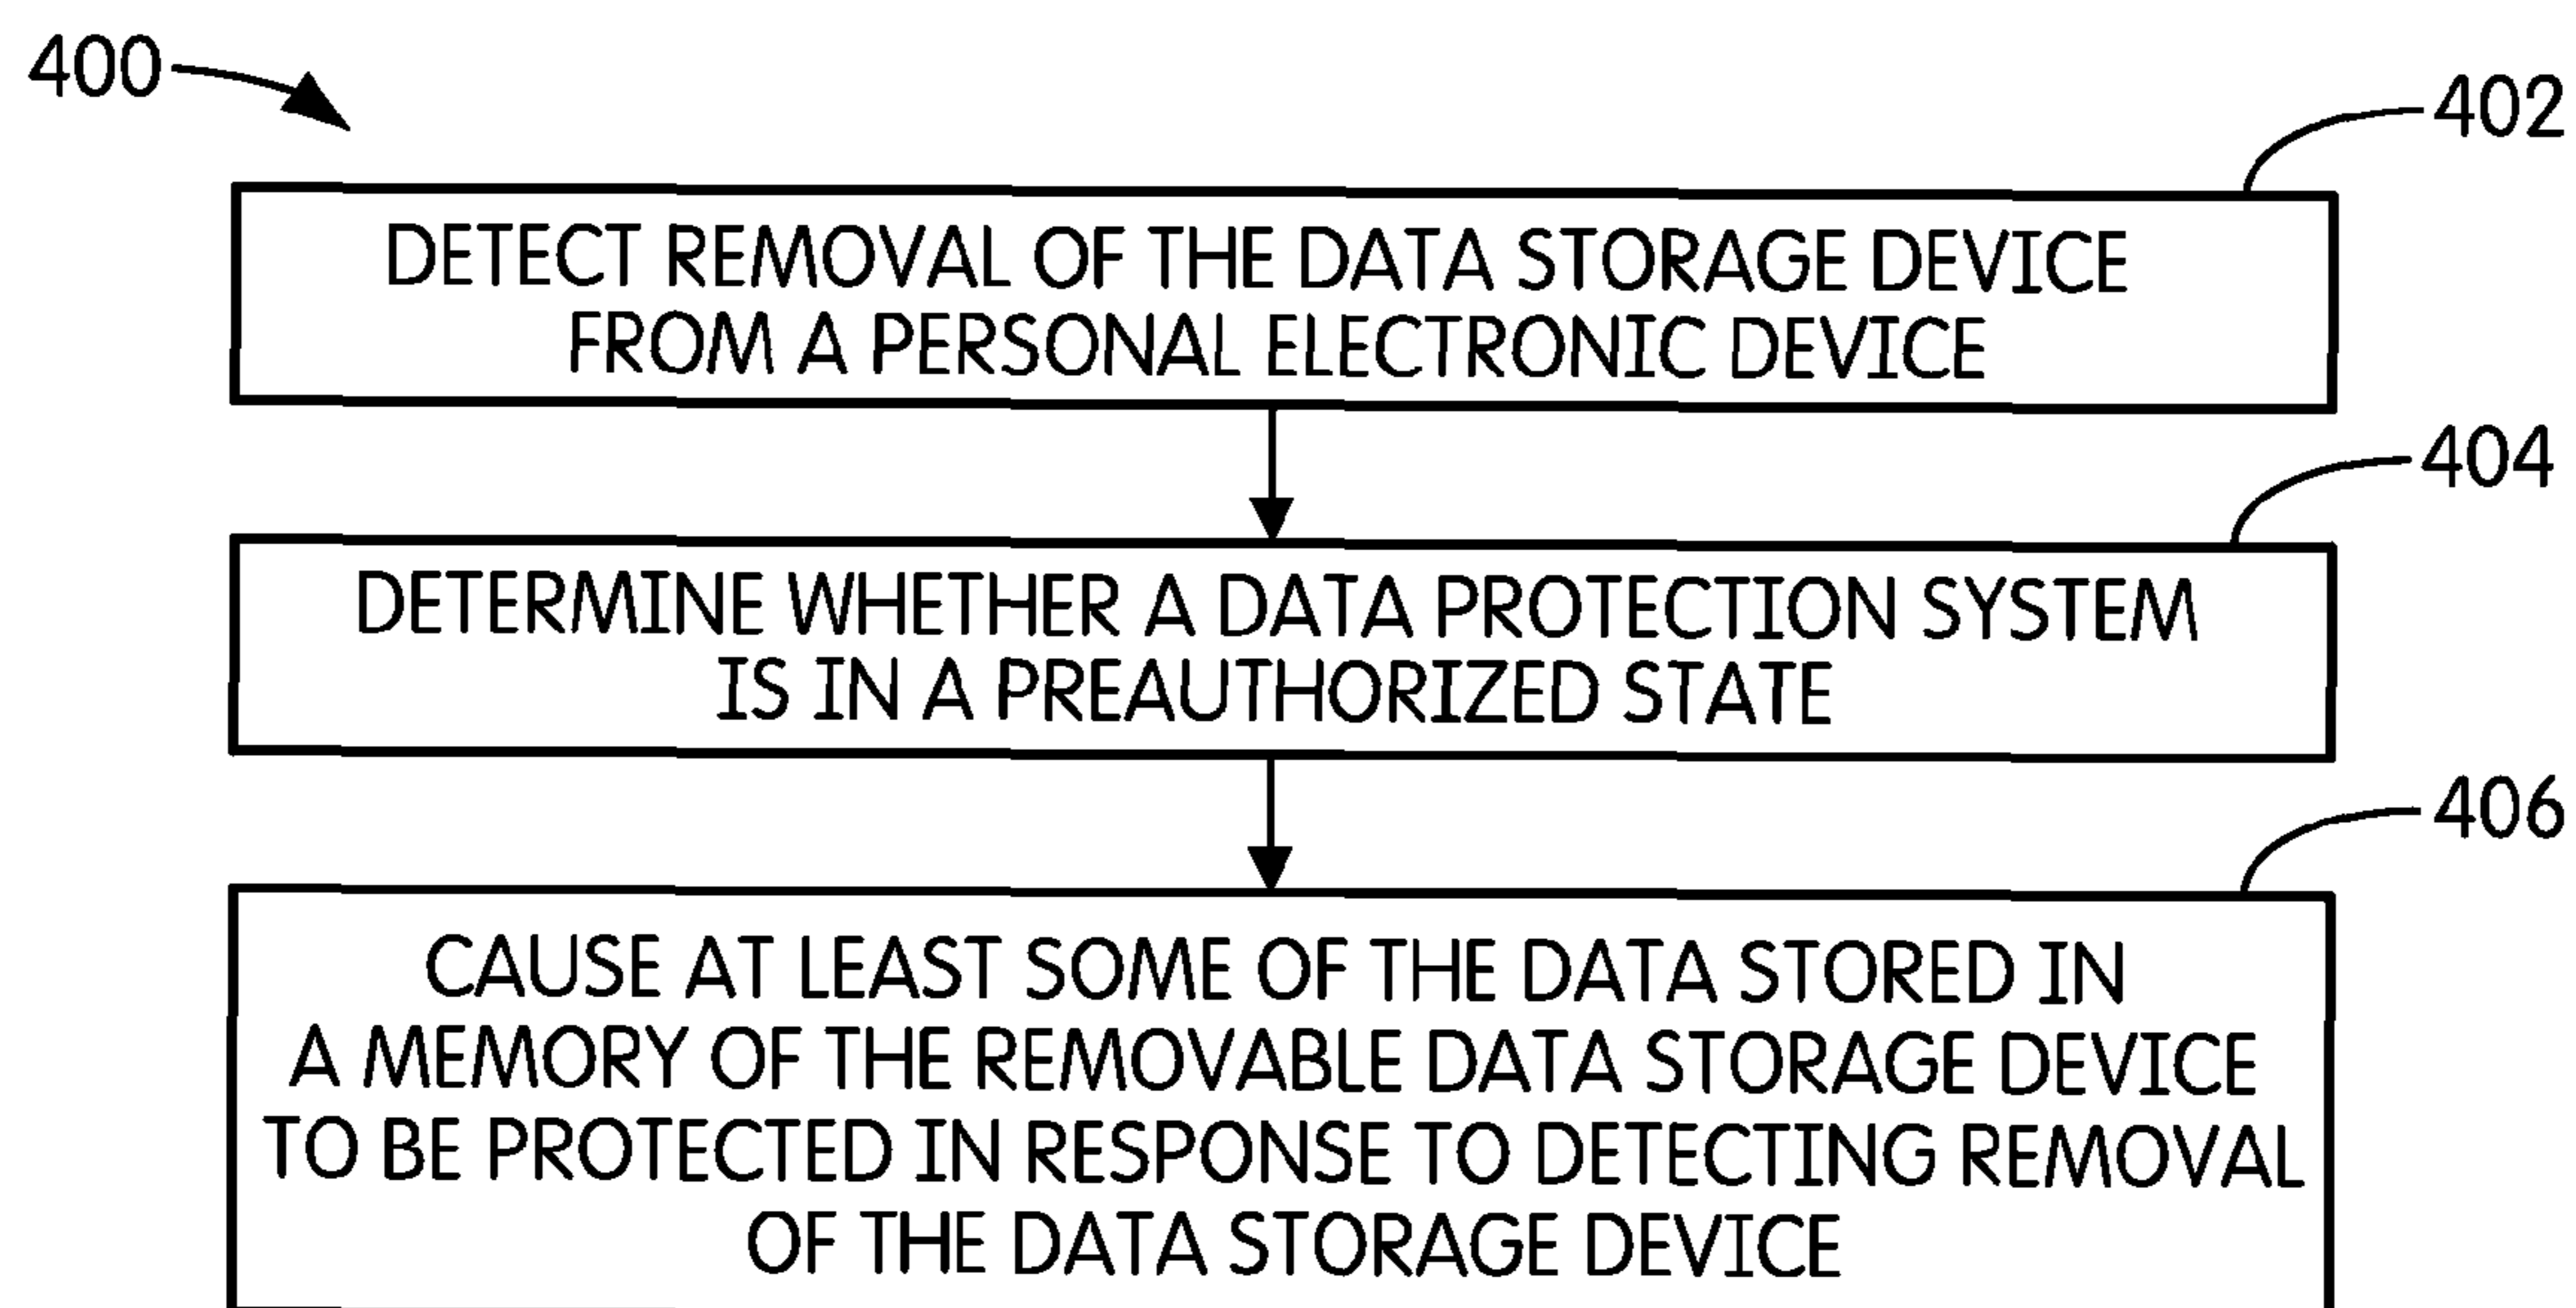 400
402
DETECT REMOVAL OF THE DATA STORAGE DEVICE
FROM A PERSONAL ELECTRONIC DEVICE
404
DETERMINE WHETHER A DATA PROTECTION SYSTEM
IS IN A PREAUTHORIZED STATE
406
CAUSE AT LEAST SOME OF THE DATA STORED IN
A MEMORY OF THE REMOVABLE DATA STORAGE DEVICE
TO BE PROTECTED IN RESPONSE TO DETECTING REMOVAL
OF THE DATA STORAGE DEVICE